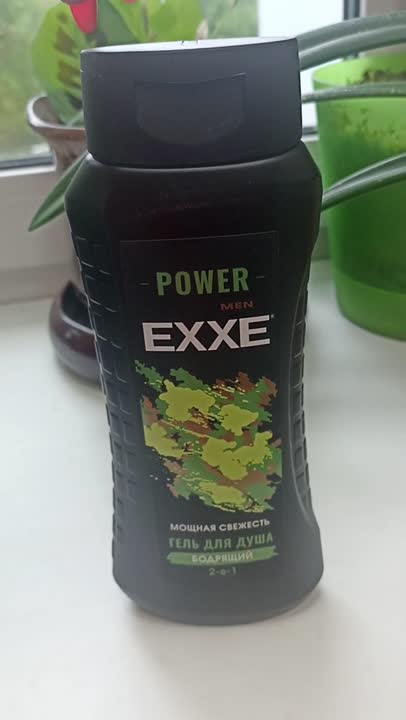 POWER
MEN
EXXE
МОЩНАЯ СВЕЖЕСТЬ
ГЕЛЬ ДЛЯ ДУША
БОДРЯЩИЙ
2-в-1